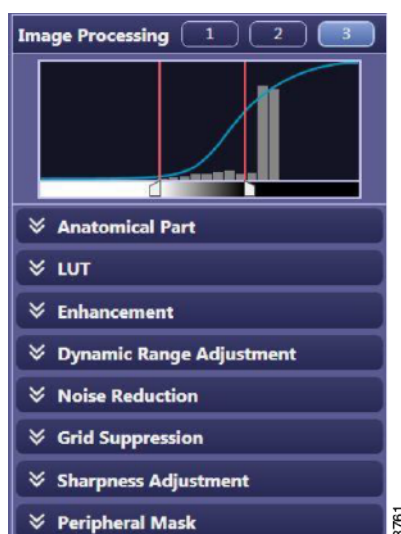 Image Processing 1 2 3
Anatomical Part
LUT
Enhancement
Dynamic Range Adjustment
Noise Reduction
Grid Suppression
Sharpness Adjustment
Peripheral Mask